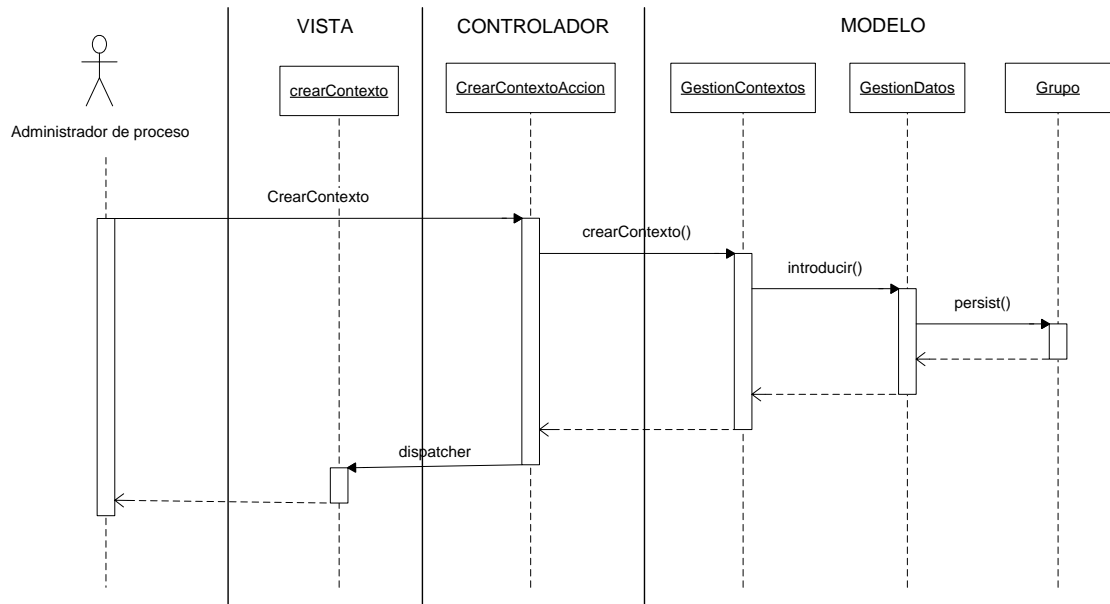 VISTA
CONTROLADOR
MODELO
crearContexto
CrearContextoAccion
GestionContextos
GestionDatos
Grupo
Administrador de proceso
CrearContexto
crearContexto()
introducir()
persist()
dispatcher